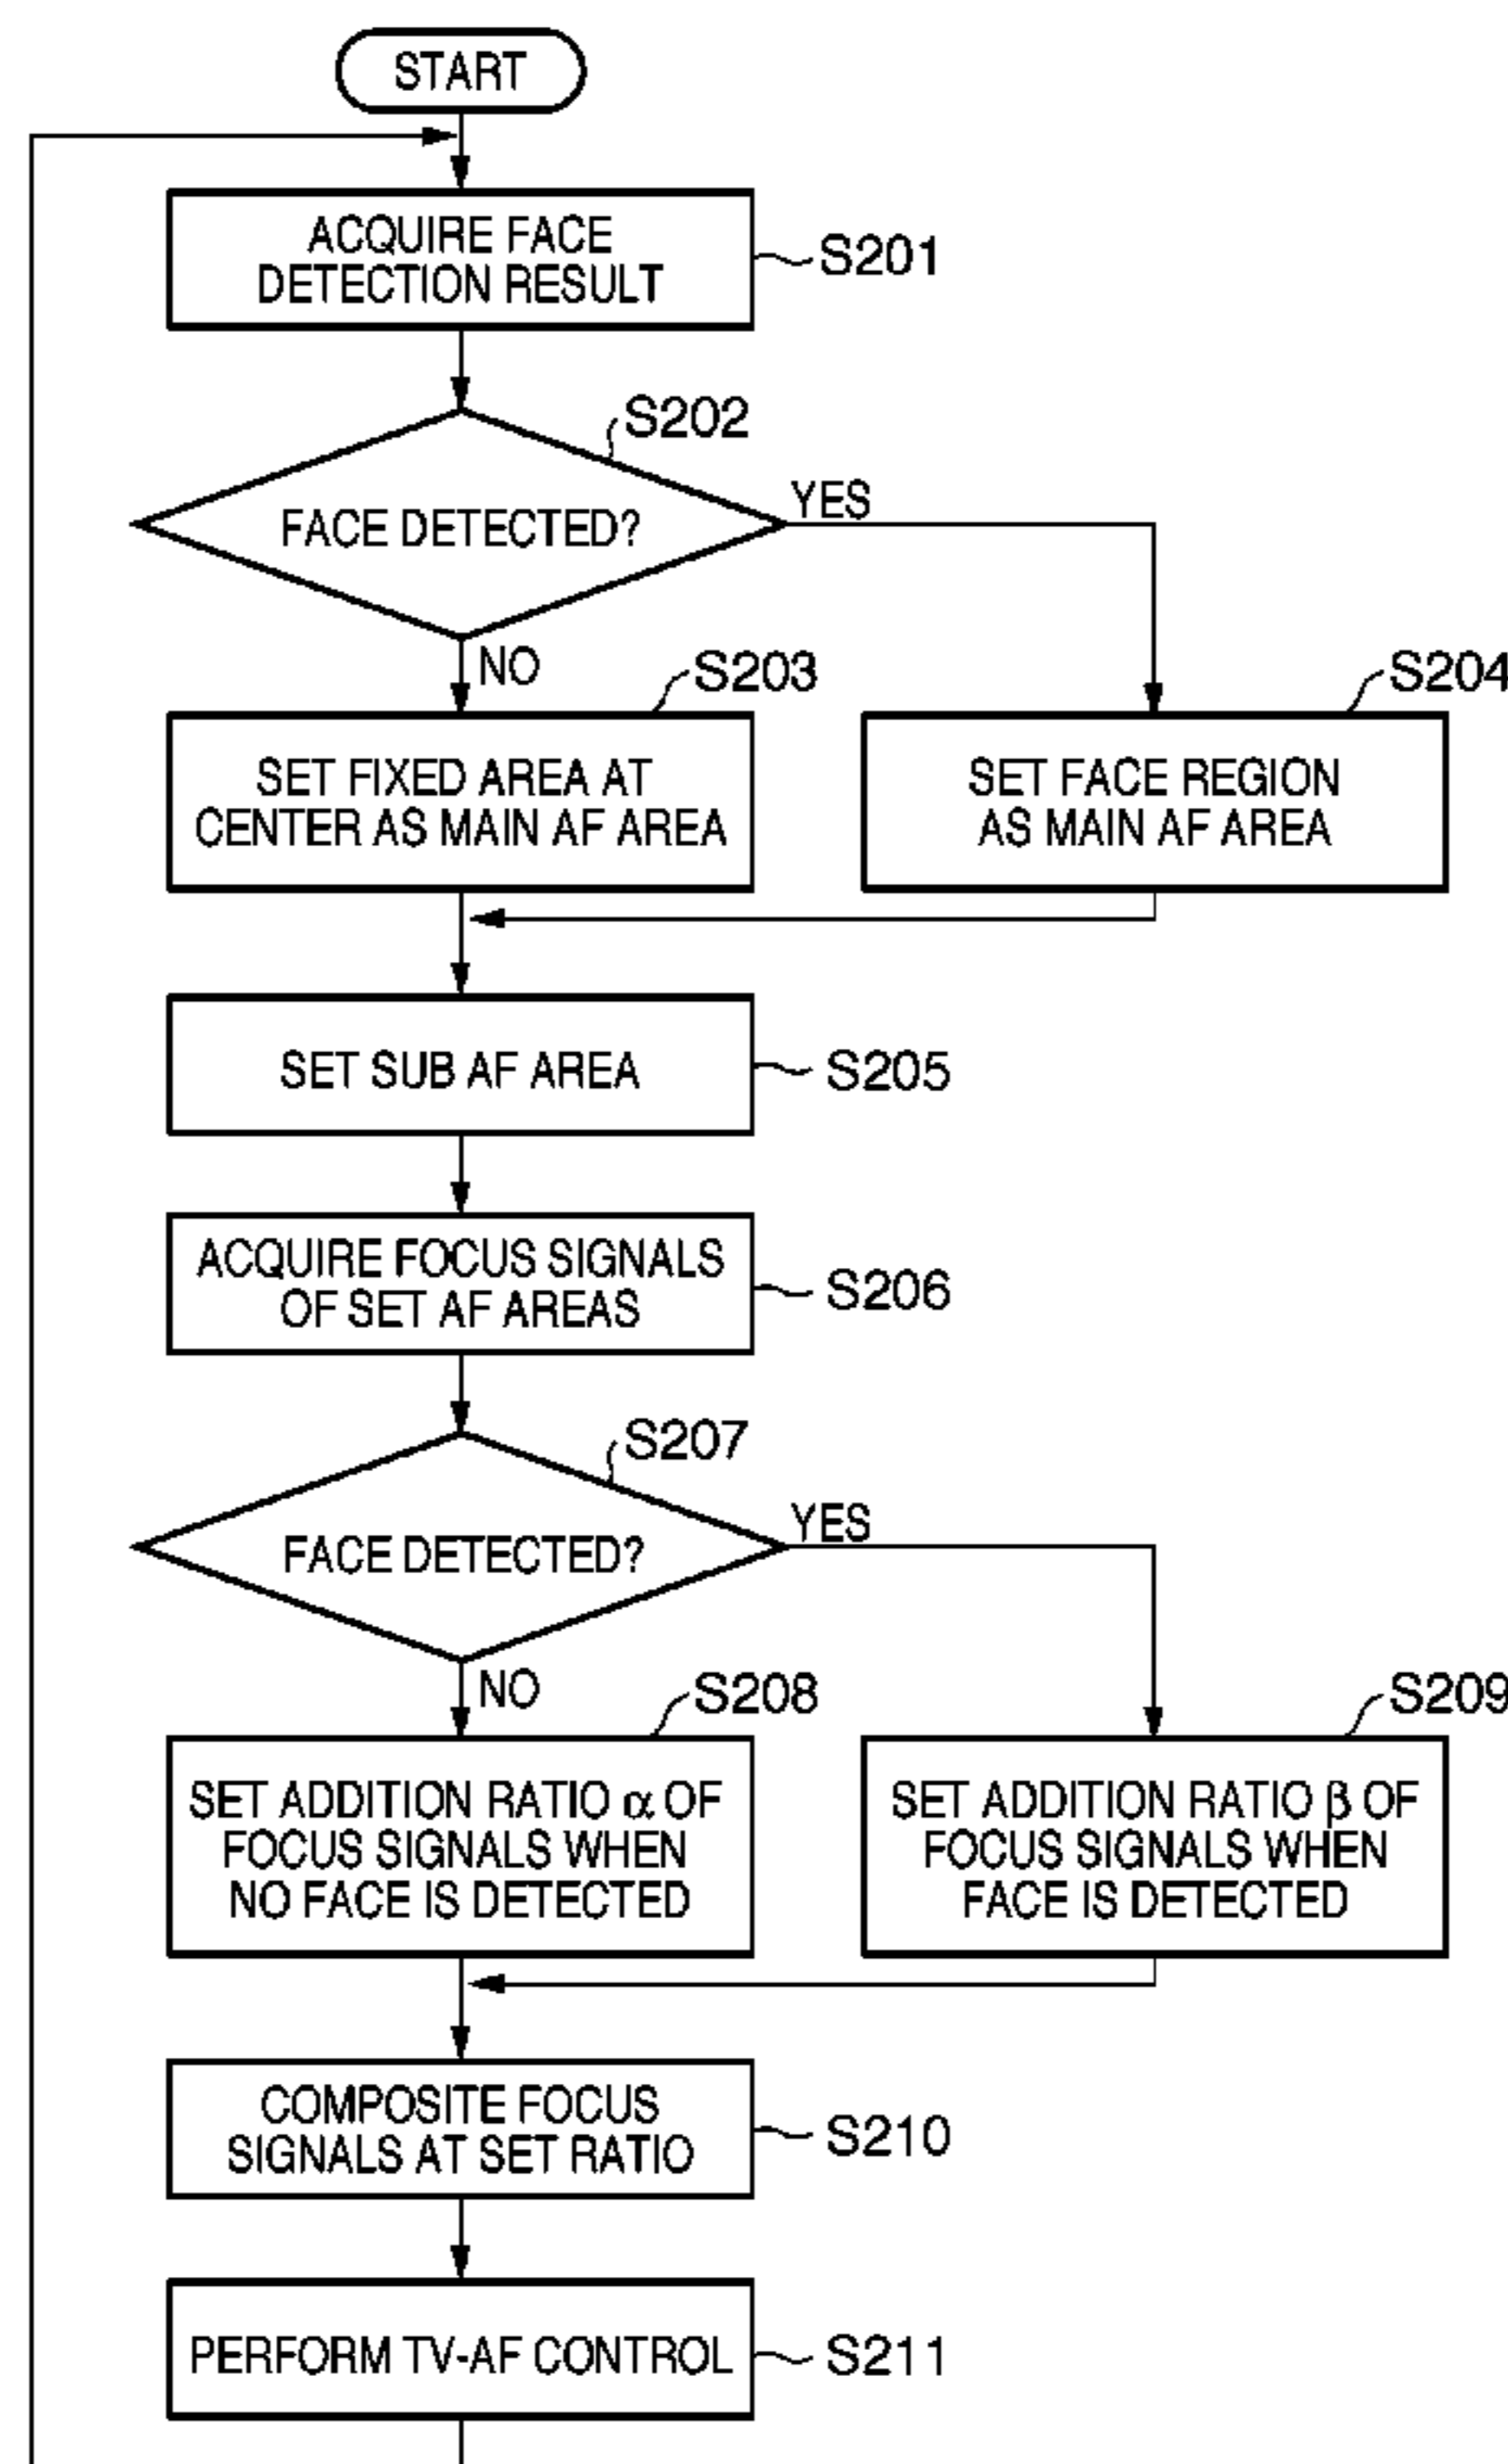 START
ACQUIRE FACE
DETECTION RESULT
S201
S202
FACE DETECTED?
YES
NO
S203
S204
SET FIXED AREA AT
CENTER AS MAIN AF AREA
SET FACE REGION
AS MAIN AF AREA
SET SUB AF AREA
S205
ACQUIRE FOCUS SIGNALS
OF SET AF AREAS
S206
S207
FACE DETECTED?
YES
NO
S208
S209
SET ADDITION RATIO α OF
FOCUS SIGNALS WHEN
NO FACE IS DETECTED
SET ADDITION RATIO β OF
FOCUS SIGNALS WHEN
FACE IS DETECTED
COMPOSITE FOCUS
SIGNALS AT SET RATIO
S210
PERFORM TV-AF CONTROL
S211